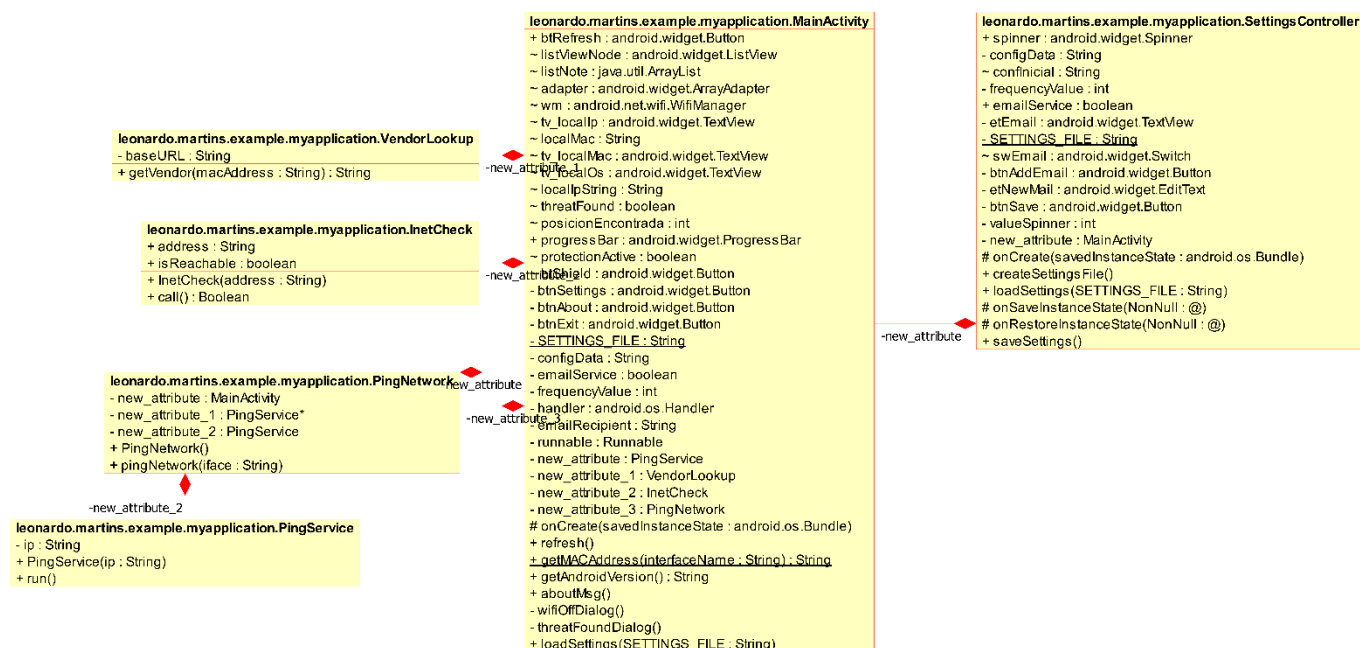 leonardo.martins.example.myapplication.VendorLookup
- baseURL : String
+ getVendor(macAddress : String) : String
leonardo.martins.example.myapplication.InetCheck
+ address : String
+ isReachable : boolean
+ InetCheck(address : String)
+ call() : Boolean
leonardo.martins.example.myapplication.PingNetwork
- new_attribute : MainActivity
- new_attribute_1 : PingService*
- new_attribute_2 : PingService
+ PingNetwork()
+ pingNetwork(iface : String)
-new_attribute_2
leonardo.martins.example.myapplication.PingService
- ip : String
+ PingService(ip : String)
+ run()
-new_attribute_1
-new_attribute_2
new_attribute
-new_attribute_3
leonardo.martins.example.myapplication.MainActivity
+ btRefresh : android.widget.Button
~ listViewNode : android.widget.ListView
~ listNote : java.util.ArrayList
~ adapter : android.widget.ArrayAdapter
~ wm : android.net.wifi.WifiManager
~ tv_localIp : android.widget.TextView
~ localMac : String
~ tv_localMac : android.widget.TextView
~ tv_localOs : android.widget.TextView
~ localIpString : String
~ threatFound : boolean
~ posicionEncontrada : int
+ progressBar : android.widget.ProgressBar
~ protectionActive : boolean
~ btShield : android.widget.Button
- btnSettings : android.widget.Button
- btnAbout : android.widget.Button
- btnExit : android.widget.Button
- SETTINGS_FILE : String
- configData : String
- emailService : boolean
- frequencyValue : int
- handler : android.os.Handler
- emailRecipient : String
- runnable : Runnable
- new_attribute : PingService
- new_attribute_1 : VendorLookup
- new_attribute_2 : InetCheck
- new_attribute_3 : PingNetwork
# onCreate(savedInstanceState : android.os.Bundle)
+ refresh()
+ getMACAddress(interfaceName : String) : String
+ getAndroidVersion() : String
+ aboutMsg()
- wifiOffDialog()
- threatFoundDialog()
+ loadSettings(SETTINGS_FILE : String)
-new_attribute
leonardo.martins.example.myapplication.SettingsController
+ spinner : android.widget.Spinner
- configData : String
~ confInicial : String
- frequencyValue : int
+ emailService : boolean
- etEmail : android.widget.TextView
- SETTINGS_FILE : String
~ swEmail : android.widget.Switch
- btnAddEmail : android.widget.Button
- etNewMail : android.widget.EditText
- btnSave : android.widget.Button
- valueSpinner : int
- new_attribute : MainActivity
# onCreate(savedInstanceState : android.os.Bundle)
+ createSettingsFile()
+ loadSettings(SETTINGS_FILE : String)
# onSaveInstanceState(NonNull : @)
# onRestoreInstanceState(NonNull : @)
+ saveSettings()